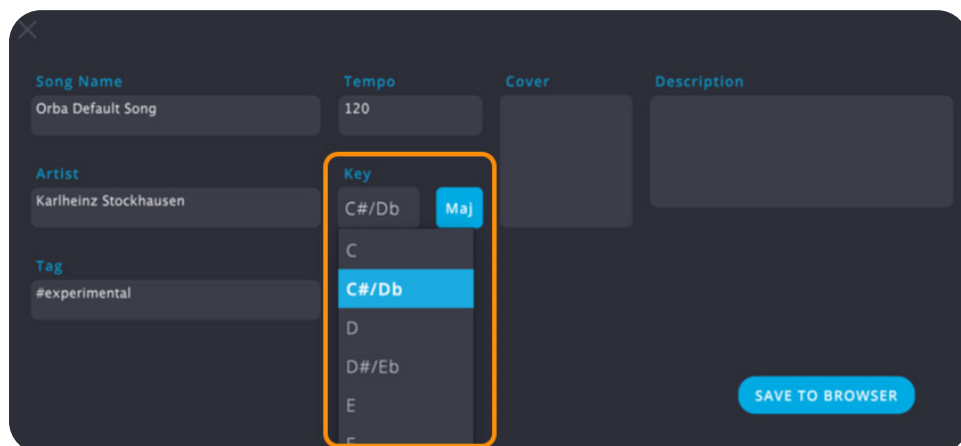 Song Name
Orba Default Song
Artist
Karlheinz Stockhausen
Tag
#experimental
Tempo
120
Key
C#/Db
Maj
C
C#/Db
D
D#/Eb
E
Cover
Description
SAVE TO BROWSER